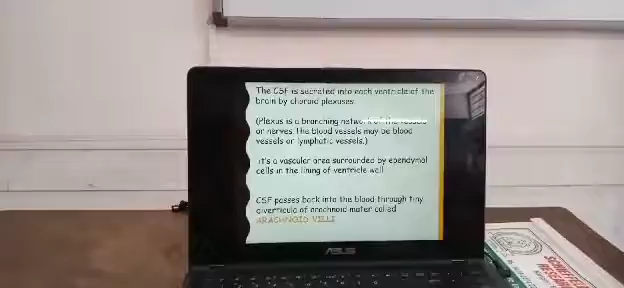 The CSF is secreted into each ventricle of the
brain by choroid plexuses.
(Plexus is a branching network of the vessels
or nerves. The blood vessels may be blood
vessels or lymphatic vessels.)
it's a vascular area surrounded by ependymal
cells in the lining of ventricle wall
CSF passes back into the blood through tiny
diverticula of arachnoid mater called
ARACHNOID VILLI
ASUS